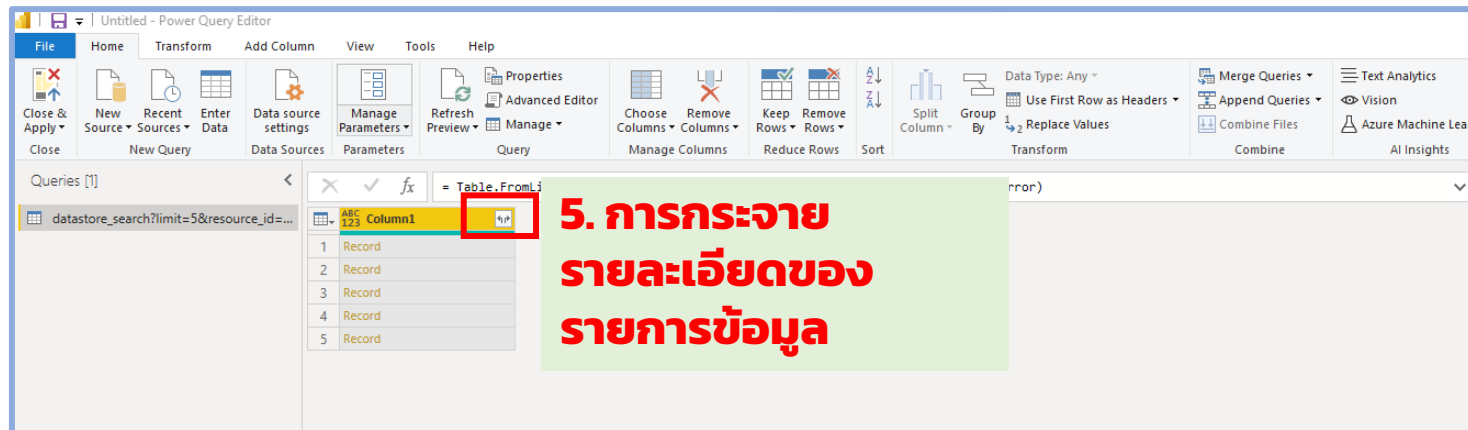 Untitled - Power Query Editor
File Home Transform Add Column View Tools Help
Close & Apply
New Source
Recent Sources
Enter Data
Data source settings
Manage Parameters
Refresh Preview
Properties
Advanced Editor
Manage
Choose Columns
Remove Columns
Keep Rows
Remove Rows
Split Column
Group By
Data Type: Any
Use First Row as Headers
Replace Values
Merge Queries
Append Queries
Combine Files
Text Analytics
Vision
Azure Machine Lea
Close New Query Data Sources Parameters Query Manage Columns Reduce Rows Sort Transform Combine AI Insights
Queries [1]
fx = Table.FromLi rror)
datastore_search?limit=5&resource_id=...
ABC 123 Column1
1 Record
2 Record
3 Record
4 Record
5 Record
5. การกระจาย
รายละเอียดของ
รายการข้อมูล